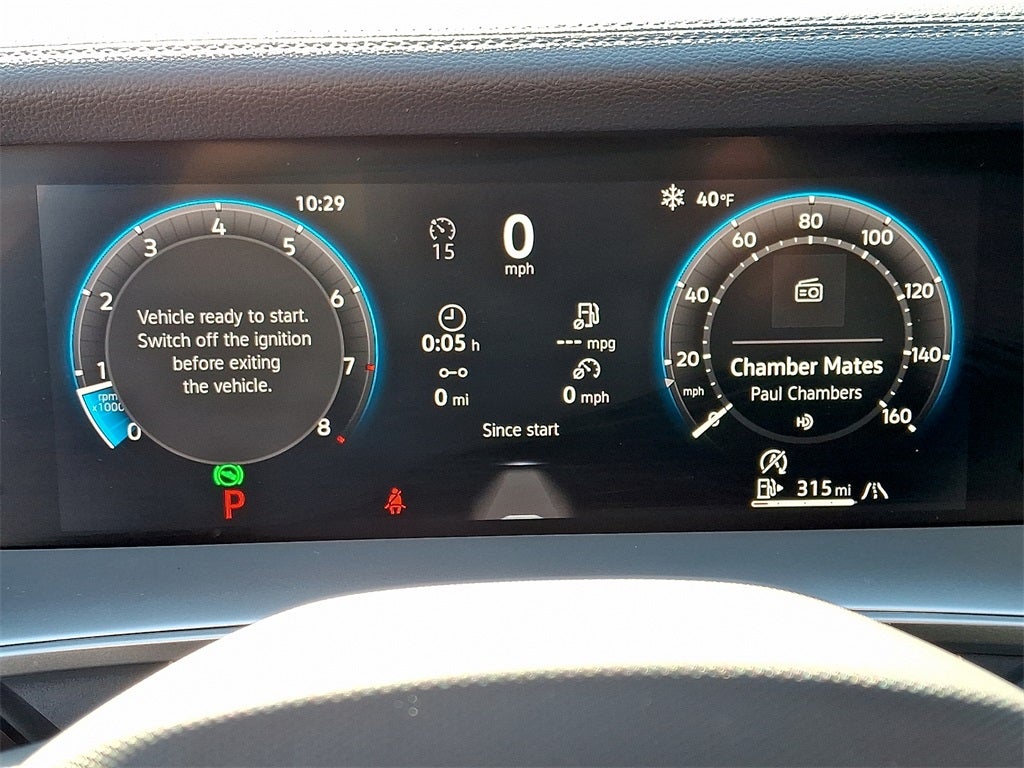 10:29
0
1
2
3
4
5
6
7
8
rpm
x1000
Vehicle ready to start.
Switch off the ignition
before exiting
the vehicle.
P
15
0
mph
0:05 h
--- mpg
0 mi
0 mph
Since start
40°F
0
20
40
60
80
100
120
140
160
mph
Chamber Mates
Paul Chambers
HD
315 mi